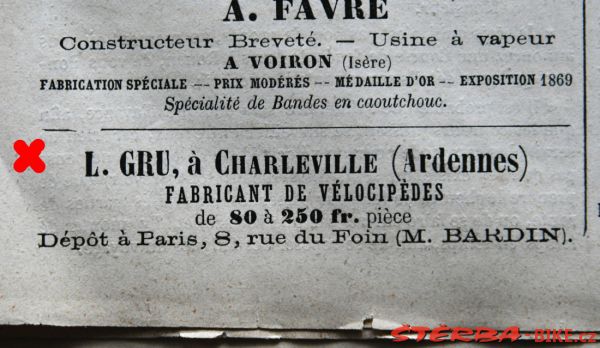 A. FAVRE
Constructeur Breveté. — Usine à vapeur
A VOIRON (Isère)
FABRICATION SPÉCIALE — PRIX MODÉRÉS — MÉDAILLE D'OR — EXPOSITION 1869
Spécialité de Bandes en caoutchouc.
L. GRU, à CHARLEVILLE (Ardennes)
FABRICANT DE VÉLOCIPÈDES
de 80 à 250 fr. pièce
Dépôt à Paris, 8, rue du Foin (M. BARDIN).
ŠTĚRBA-BIKE.cz